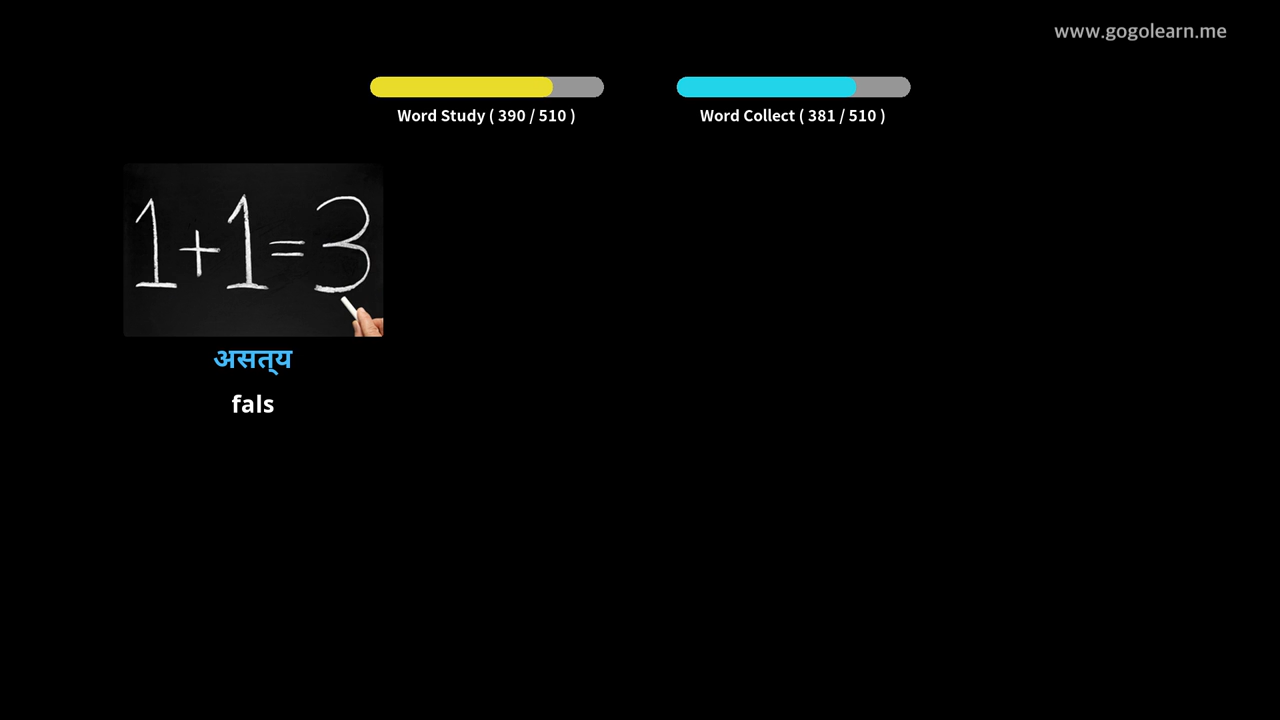 www.gogolearn.me
Word Study ( 390 / 510 )
Word Collect ( 381 / 510 )
1+1=3
असत्य
fals